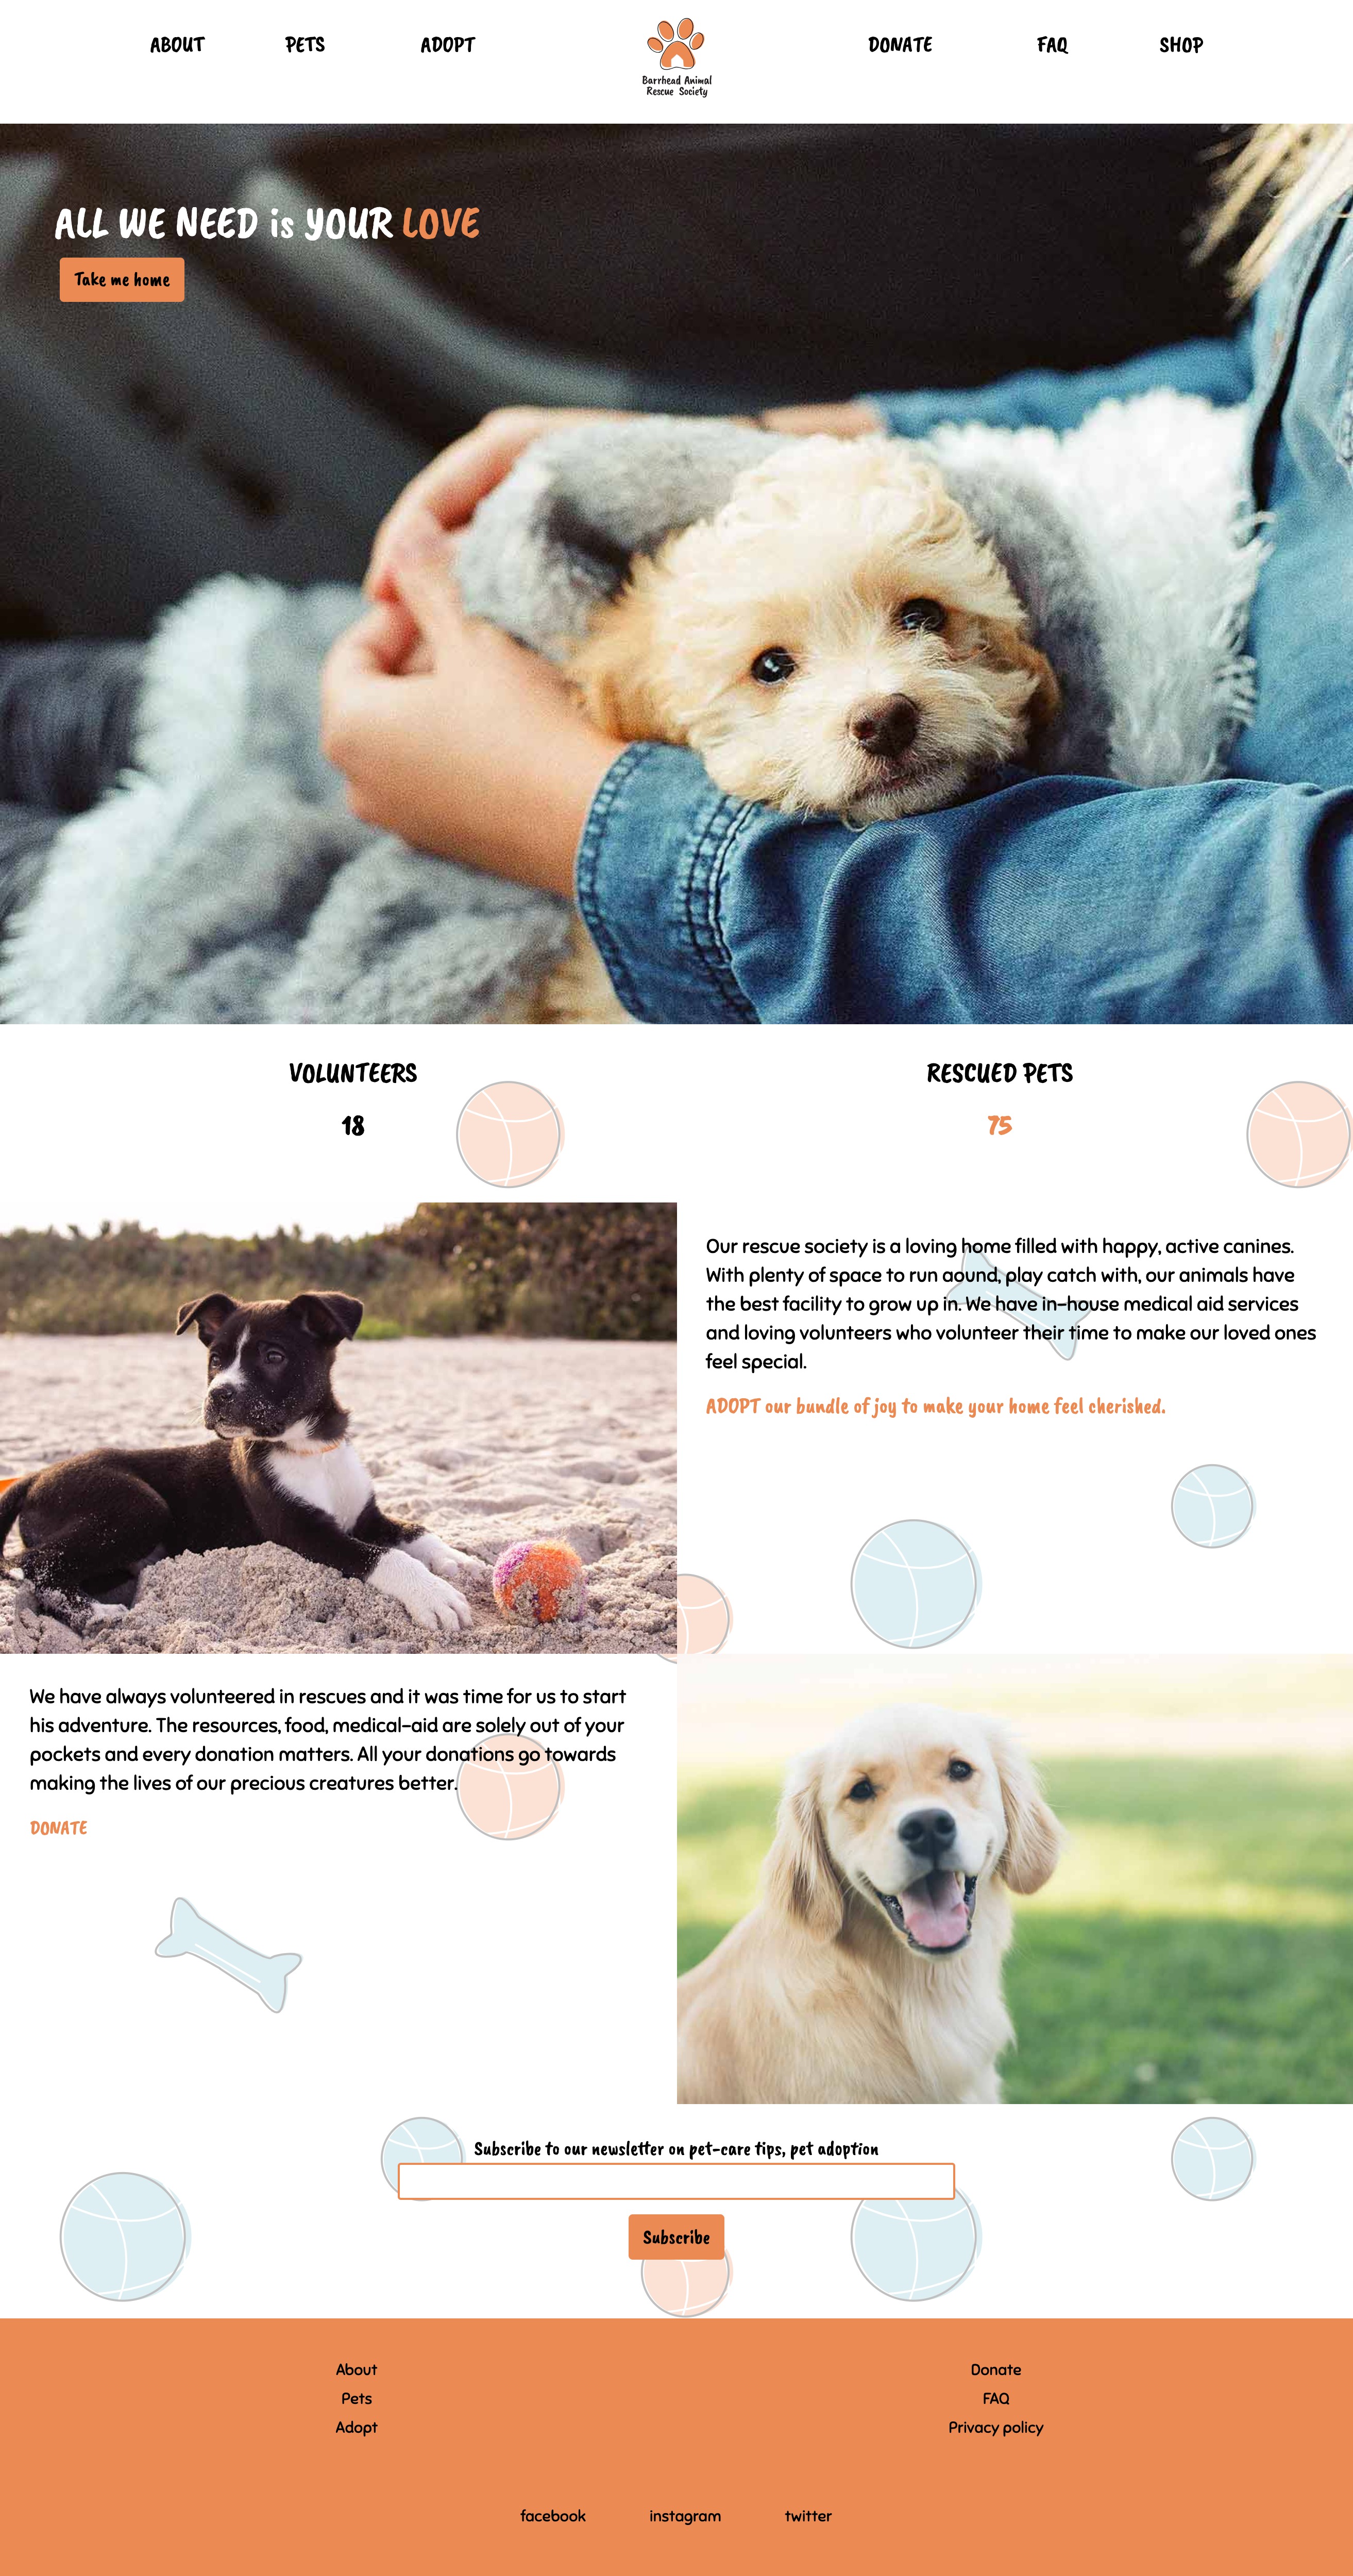 ABOUT PETS ADOPT DONATE FAQ SHOP
Barrhead Animal
Rescue Society
ALL WE NEED is YOUR LOVE
Take me home
VOLUNTEERS
18
RESCUED PETS
75
Our rescue society is a loving home filled with happy, active canines.
With plenty of space to run aound, play catch with, our animals have
the best facility to grow up in. We have in-house medical aid services
and loving volunteers who volunteer their time to make our loved ones
feel special.
ADOPT our bundle of joy to make your home feel cherished.
We have always volunteered in rescues and it was time for us to start
his adventure. The resources, food, medical-aid are solely out of your
pockets and every donation matters. All your donations go towards
making the lives of our precious creatures better.
DONATE
Subscribe to our newsletter on pet-care tips, pet adoption
Subscribe
About
Pets
Adopt
Donate
FAQ
Privacy policy
facebook instagram twitter